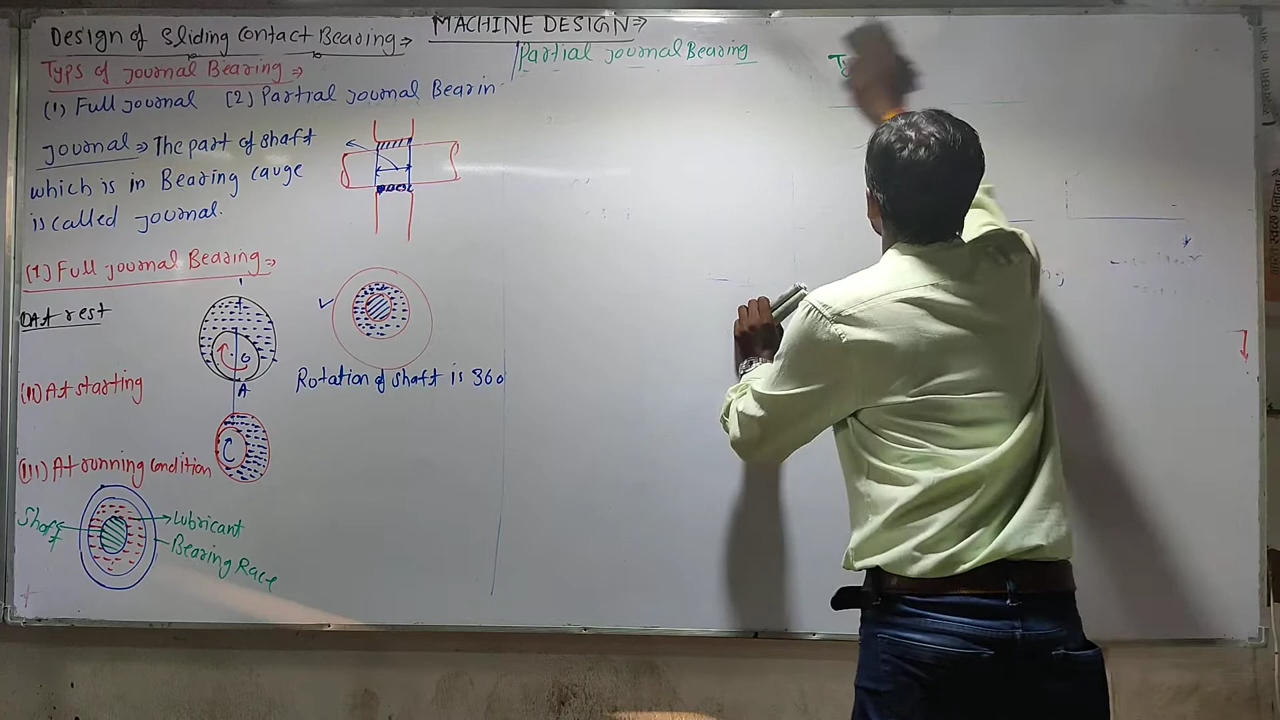 MACHINE DESIGN⇒
Design of Sliding Contact Bearing⇒
Typs of journal Bearing⇒
(1) Full journal (2) Partial journal Bearin
journal⇒ The part of shaft
which is in Bearing cauge
is called journal.
(1) Full journal Bearing⇒
(I) At rest
O
A
Rotation of shaft is 360
(II) At starting
(III) At running condition
Shaft
Lubricant
Bearing Race
Partial journal Bearing
Ty